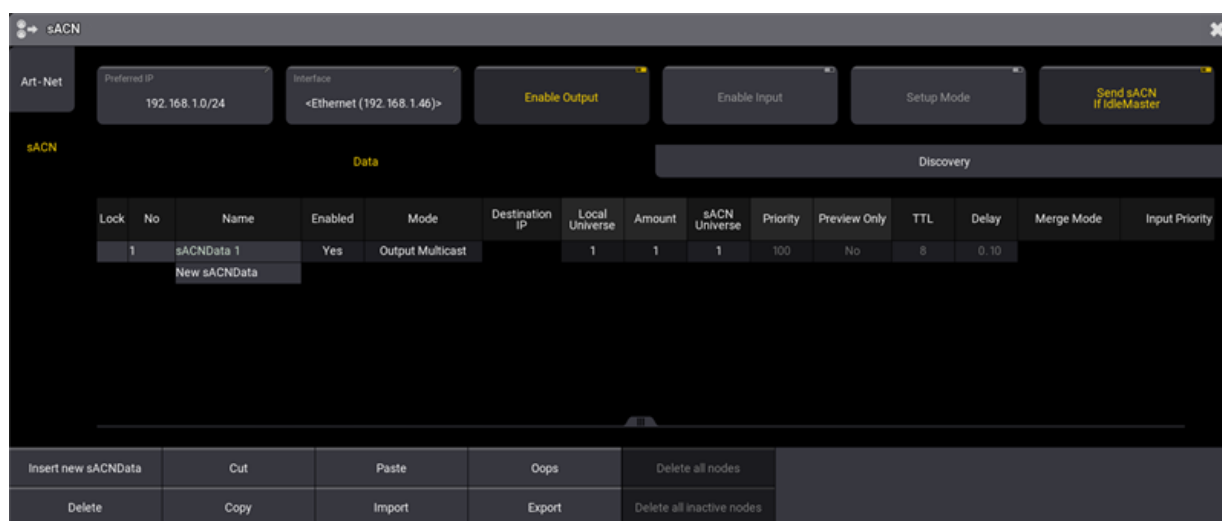 sACN
Art-Net
Preferred IP
192.168.1.0/24
Interface
<Ethernet (192.168.1.46)>
Enable Output
Enable Input
Setup Mode
Send sACN
If IdleMaster
sACN
Data
Discovery
Lock No Name Enabled Mode Destination IP Local Universe Amount sACN Universe Priority Preview Only TTL Delay Merge Mode Input Priority
1 sACNData 1 Yes Output Multicast 1 1 1 100 No 8 0.10
New sACNData
Insert new sACNData Cut Paste Oops Delete all nodes
Delete Copy Import Export Delete all inactive nodes